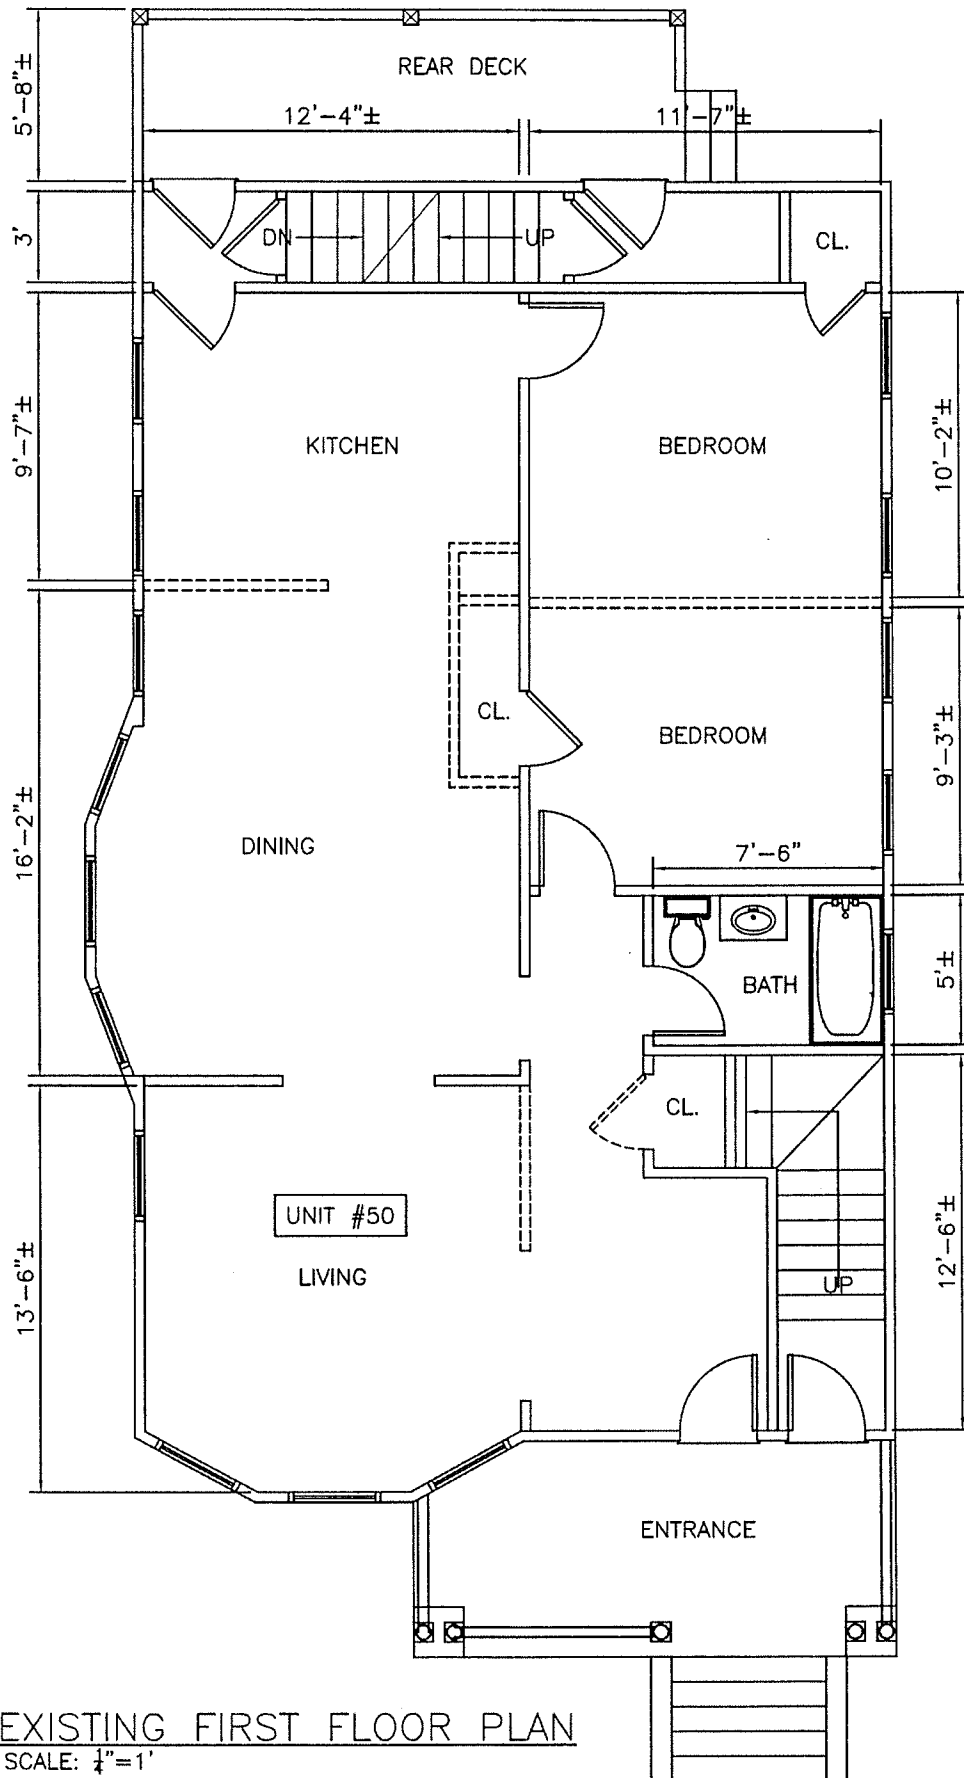 REAR DECK
5'-8"±
12'-4"±
11'-7"±
3'
DN
UP
CL.
9'-7"±
KITCHEN
BEDROOM
10'-2"±
CL.
BEDROOM
9'-3"±
16'-2"±
DINING
7'-6"
BATH
5'±
CL.
UNIT #50
LIVING
13'-6"±
UP
12'-6"±
ENTRANCE
EXISTING FIRST FLOOR PLAN
SCALE: ¼"=1'